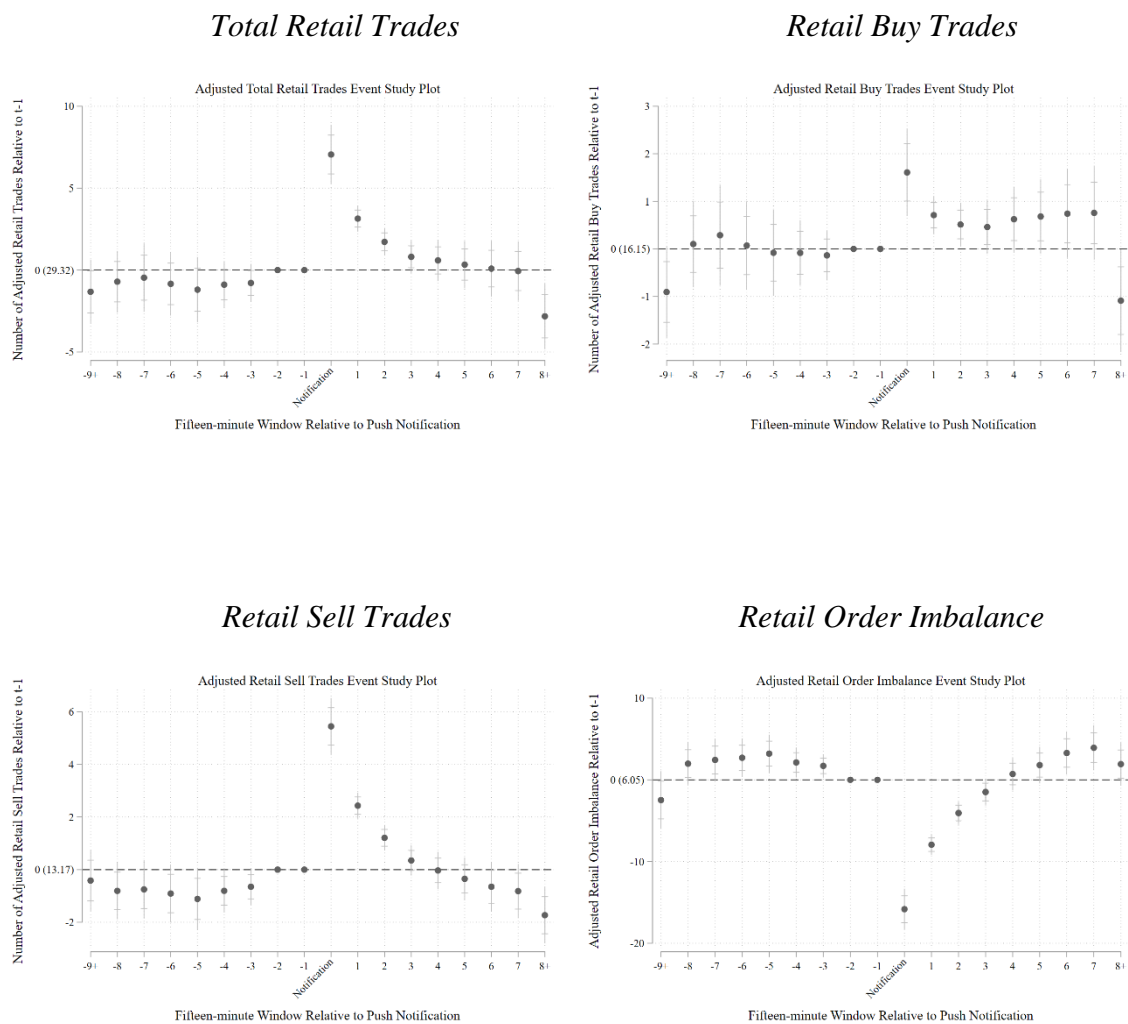 Total Retail Trades
Adjusted Total Retail Trades Event Study Plot
Number of Adjusted Retail Trades Relative to t-1
10
5
0 (29.32)
-5
-9+ -8 -7 -6 -5 -4 -3 -2 -1 Notification 1 2 3 4 5 6 7 8+
Fifteen-minute Window Relative to Push Notification
Retail Buy Trades
Adjusted Retail Buy Trades Event Study Plot
Number of Adjusted Retail Buy Trades Relative to t-1
3
2
1
0 (16.15)
-1
-2
-9+ -8 -7 -6 -5 -4 -3 -2 -1 Notification 1 2 3 4 5 6 7 8+
Fifteen-minute Window Relative to Push Notification
Retail Sell Trades
Adjusted Retail Sell Trades Event Study Plot
Number of Adjusted Retail Sell Trades Relative to t-1
6
4
2
0 (13.17)
-2
-9+ -8 -7 -6 -5 -4 -3 -2 -1 Notification 1 2 3 4 5 6 7 8+
Fifteen-minute Window Relative to Push Notification
Retail Order Imbalance
Adjusted Retail Order Imbalance Event Study Plot
Adjusted Retail Order Imbalance Relative to t-1
10
0 (6.05)
-10
-20
-9+ -8 -7 -6 -5 -4 -3 -2 -1 Notification 1 2 3 4 5 6 7 8+
Fifteen-minute Window Relative to Push Notification